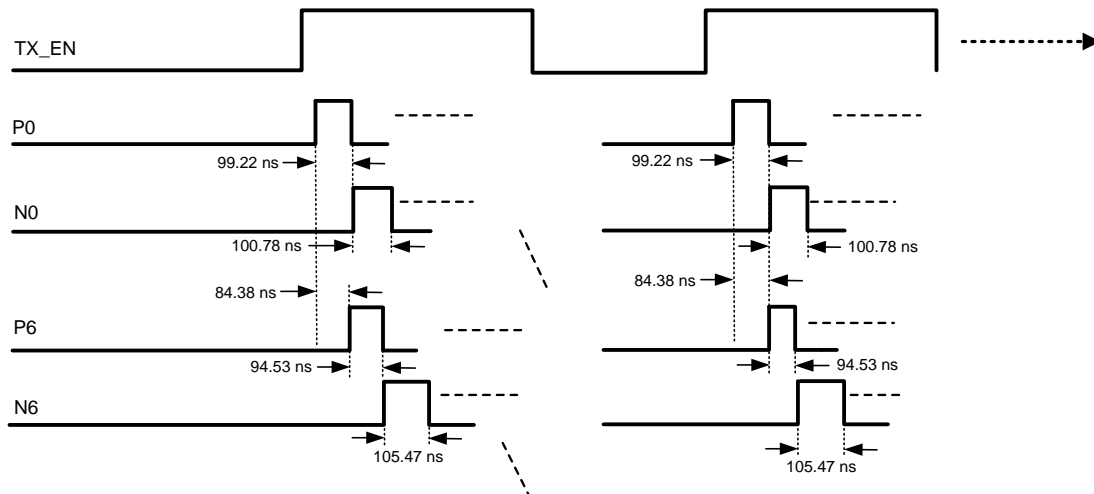 TX_EN
P0
99.22 ns
99.22 ns
N0
100.78 ns
100.78 ns
84.38 ns
84.38 ns
P6
94.53 ns
94.53 ns
N6
105.47 ns
105.47 ns